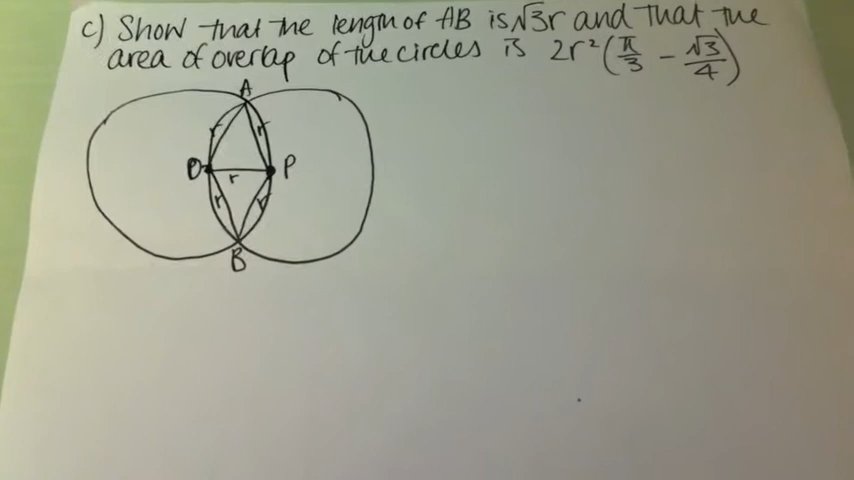 c) Show that the length of AB is √3r and that the
area of overlap of the circles is 2r²(π/3 - √3/4)
A
r r
O r P
r r
B